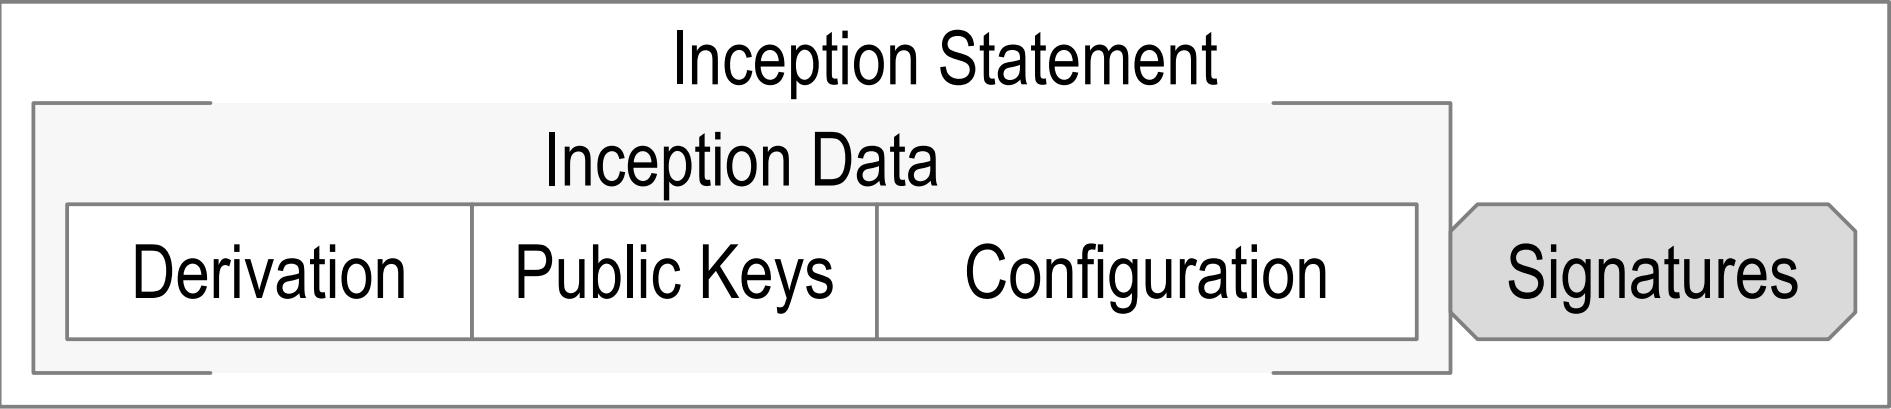 Inception Statement
Inception Data
Derivation Public Keys Configuration Signatures